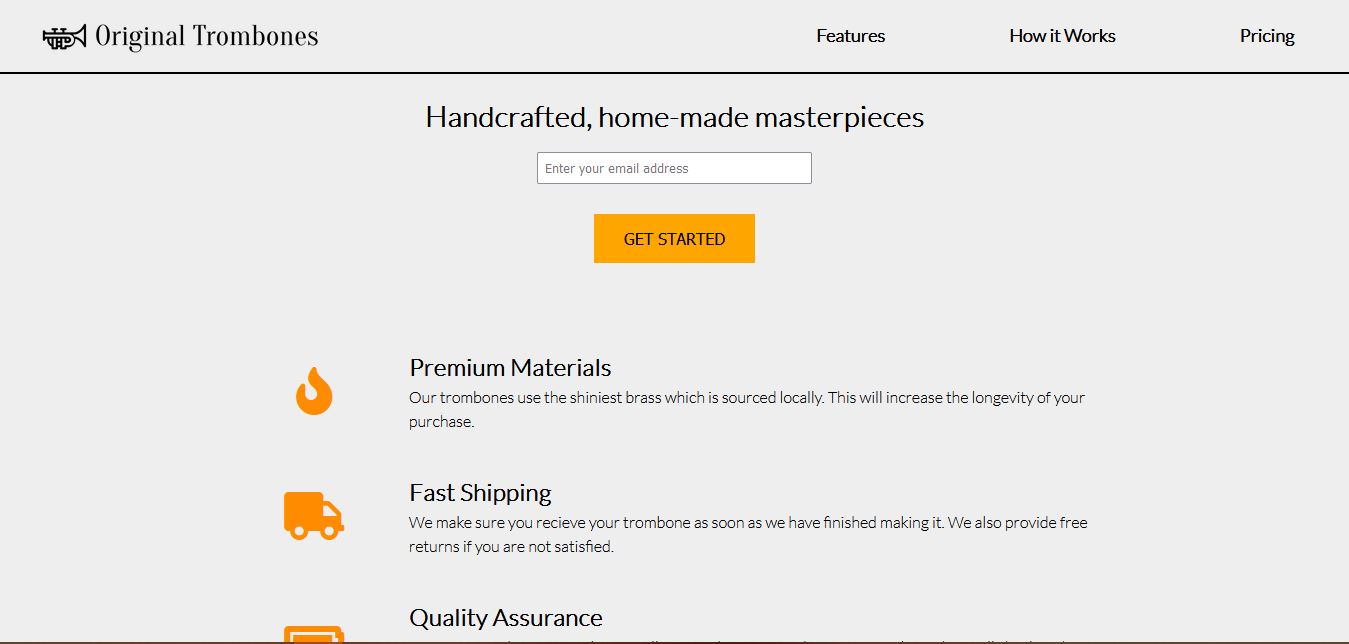 Original Trombones
Features
How it Works
Pricing
Handcrafted, home-made masterpieces
Enter your email address
GET STARTED
Premium Materials
Our trombones use the shiniest brass which is sourced locally. This will increase the longevity of your
purchase.
Fast Shipping
We make sure you recieve your trombone as soon as we have finished making it. We also provide free
returns if you are not satisfied.
Quality Assurance